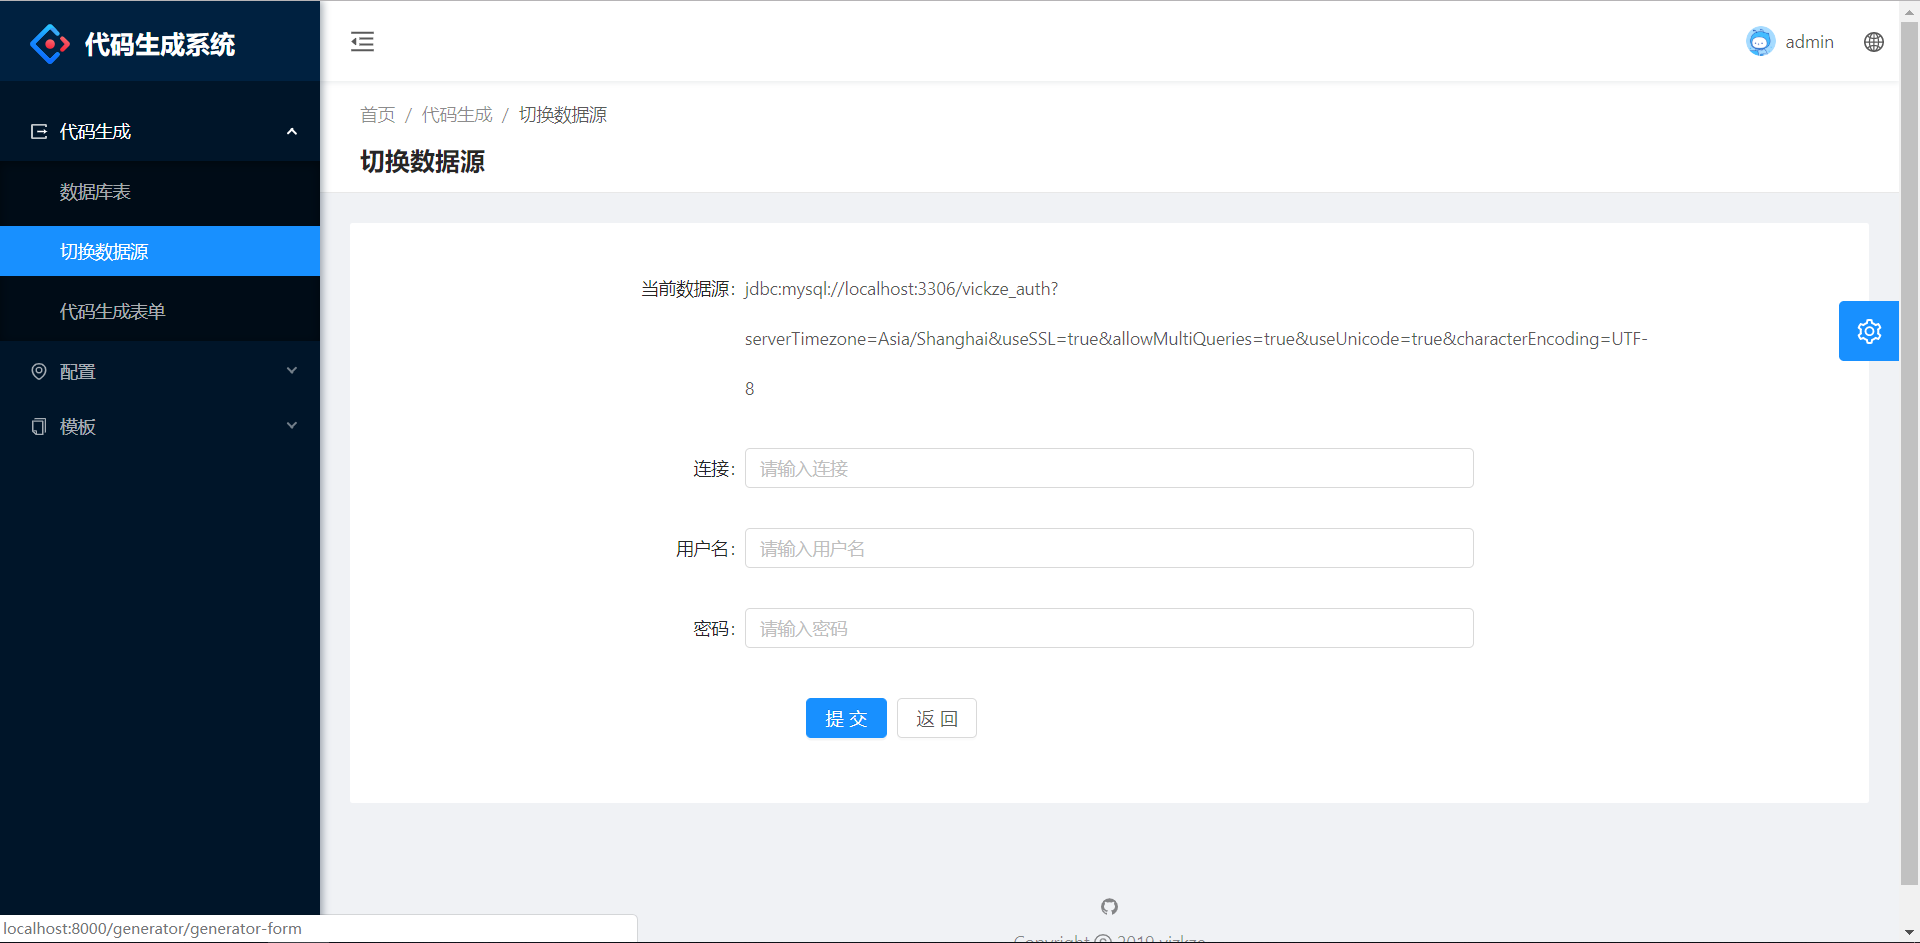 代码生成系统
admin
代码生成
数据库表
切换数据源
代码生成表单
配置
模板
首页 / 代码生成 / 切换数据源
切换数据源
当前数据源: jdbc:mysql://localhost:3306/vickze_auth?
serverTimezone=Asia/Shanghai&useSSL=true&allowMultiQueries=true&useUnicode=true&characterEncoding=UTF-
8
连接: 请输入连接
用户名: 请输入用户名
密码: 请输入密码
提 交 返 回
localhost:8000/generator/generator-form
Copyright © 2019 vizkze